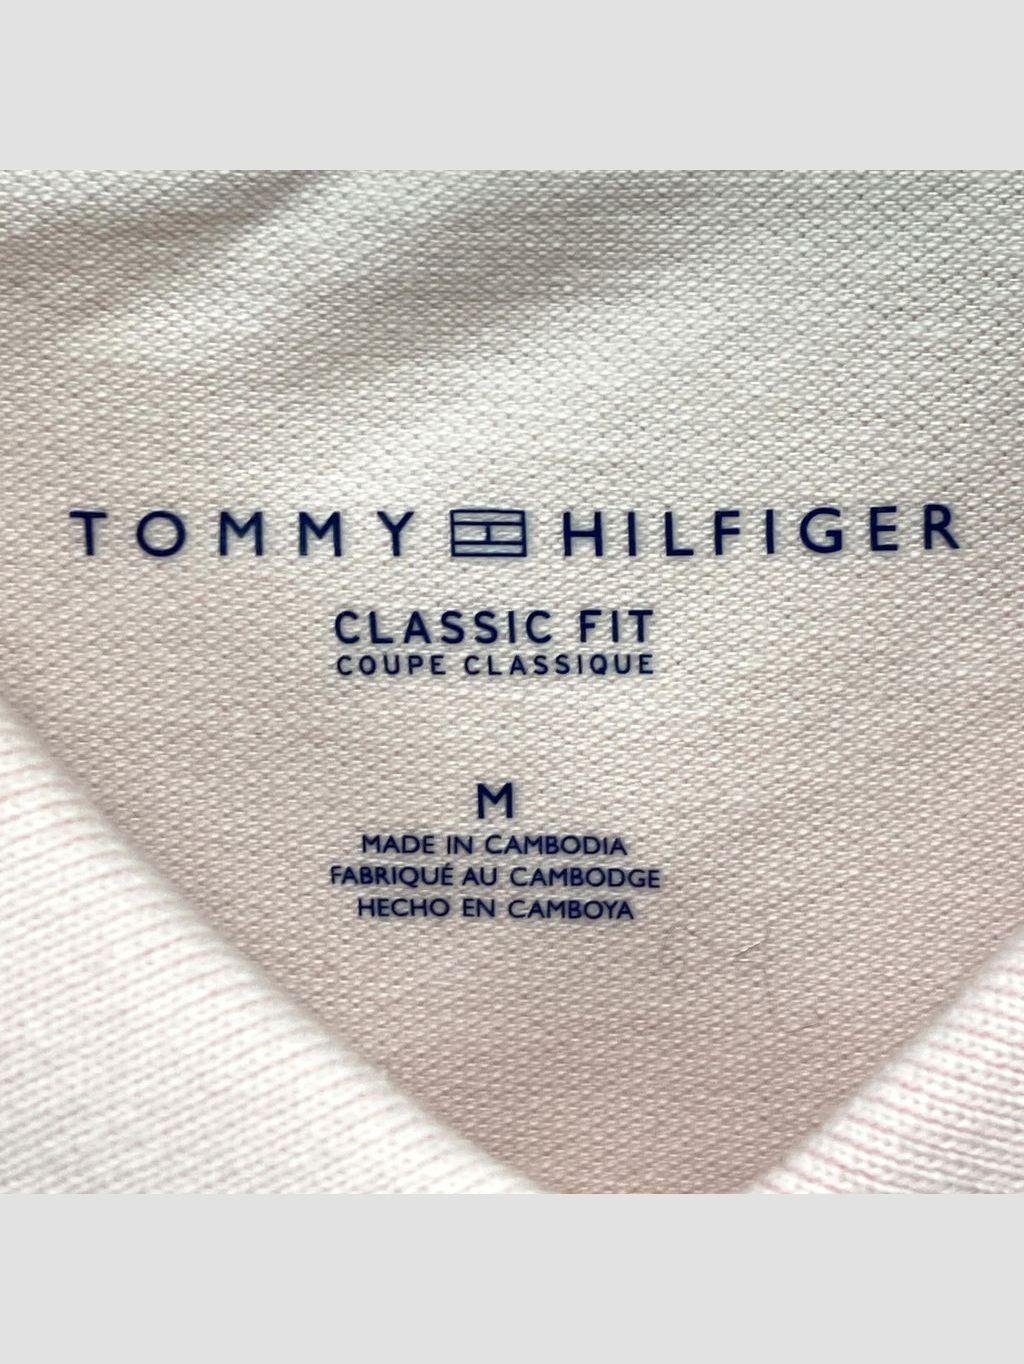 TOMMY HILFIGER
CLASSIC FIT
COUPE CLASSIQUE
M
MADE IN CAMBODIA
FABRIQUÉ AU CAMBODGE
HECHO EN CAMBOYA